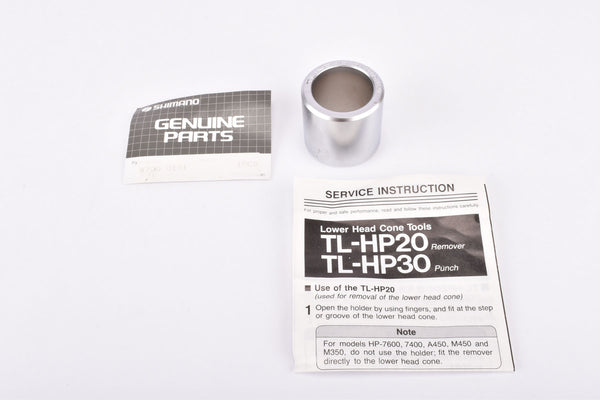 SHIMANO
GENUINE
PARTS
SERVICE INSTRUCTION
For proper and safe performance, read and follow these instructions carefully.
Lower Head Cone Tools
TL-HP20 Remover
TL-HP30 Punch
■ Use of the TL-HP20
(used for removal of the lower head cone)
1 Open the holder by using fingers, and fit at the step
or groove of the lower head cone.
Note
For models HP-7600, 7400, A450, M450 and
M350, do not use the holder; fit the remover
directly to the lower head cone.